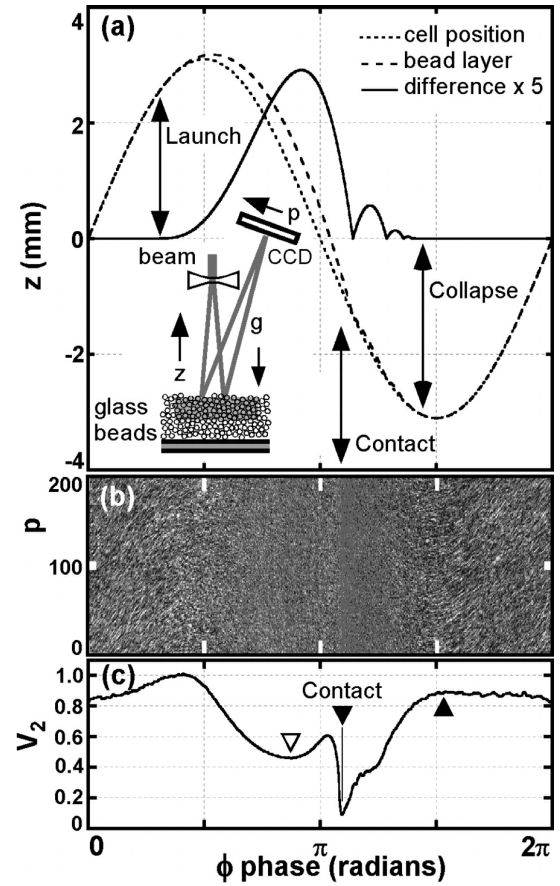 (a)
cell position
bead layer
difference x 5
4
2
0
-2
-4
z (mm)
Launch
p
CCD
beam
z
g
glass
beads
Collapse
Contact
(b)
200
100
0
p
(c)
Contact
1.0
0.8
0.6
0.4
0.2
0.0
V2
0
π
2π
ϕ phase (radians)